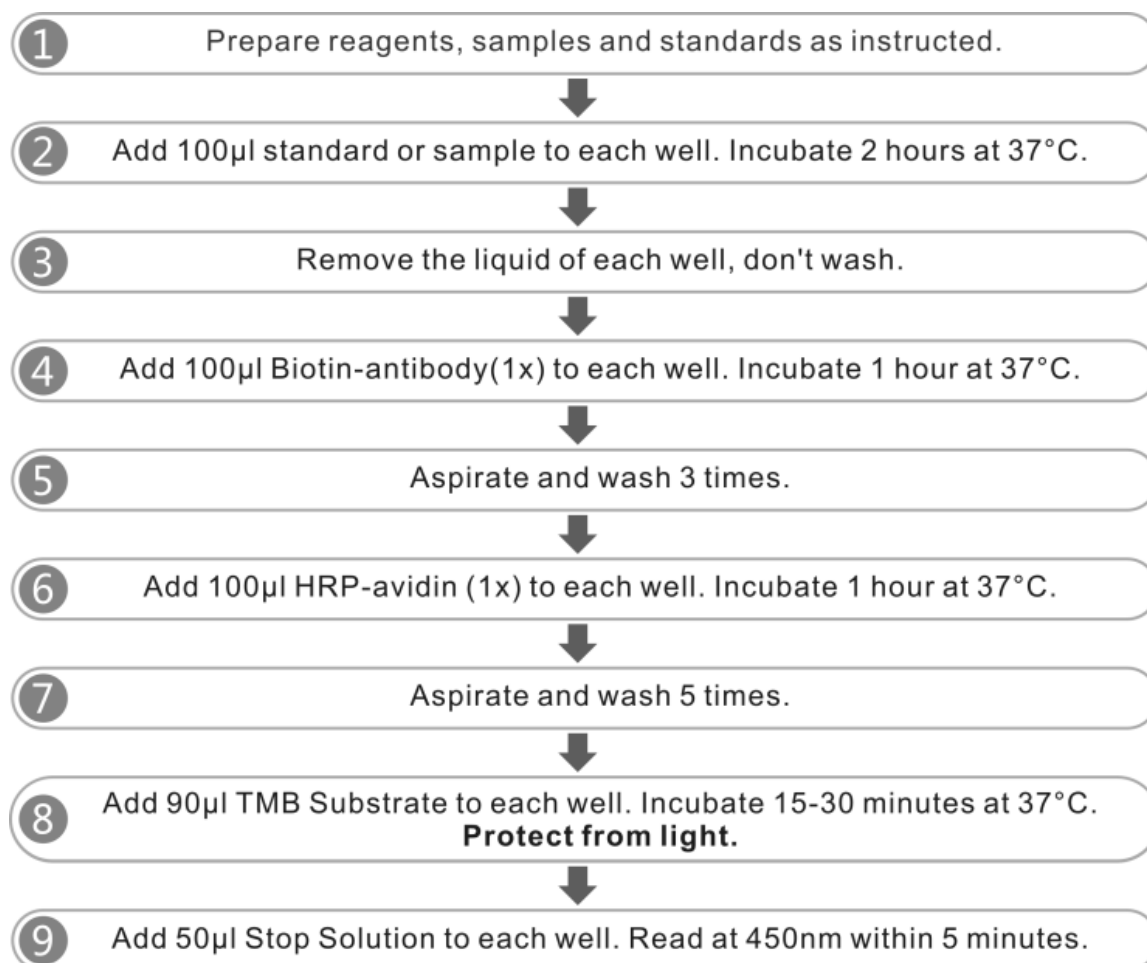 1 Prepare reagents, samples and standards as instructed.
2 Add 100µl standard or sample to each well. Incubate 2 hours at 37°C.
3 Remove the liquid of each well, don't wash.
4 Add 100µl Biotin-antibody(1x) to each well. Incubate 1 hour at 37°C.
5 Aspirate and wash 3 times.
6 Add 100µl HRP-avidin (1x) to each well. Incubate 1 hour at 37°C.
7 Aspirate and wash 5 times.
8 Add 90µl TMB Substrate to each well. Incubate 15-30 minutes at 37°C.
Protect from light.
9 Add 50µl Stop Solution to each well. Read at 450nm within 5 minutes.